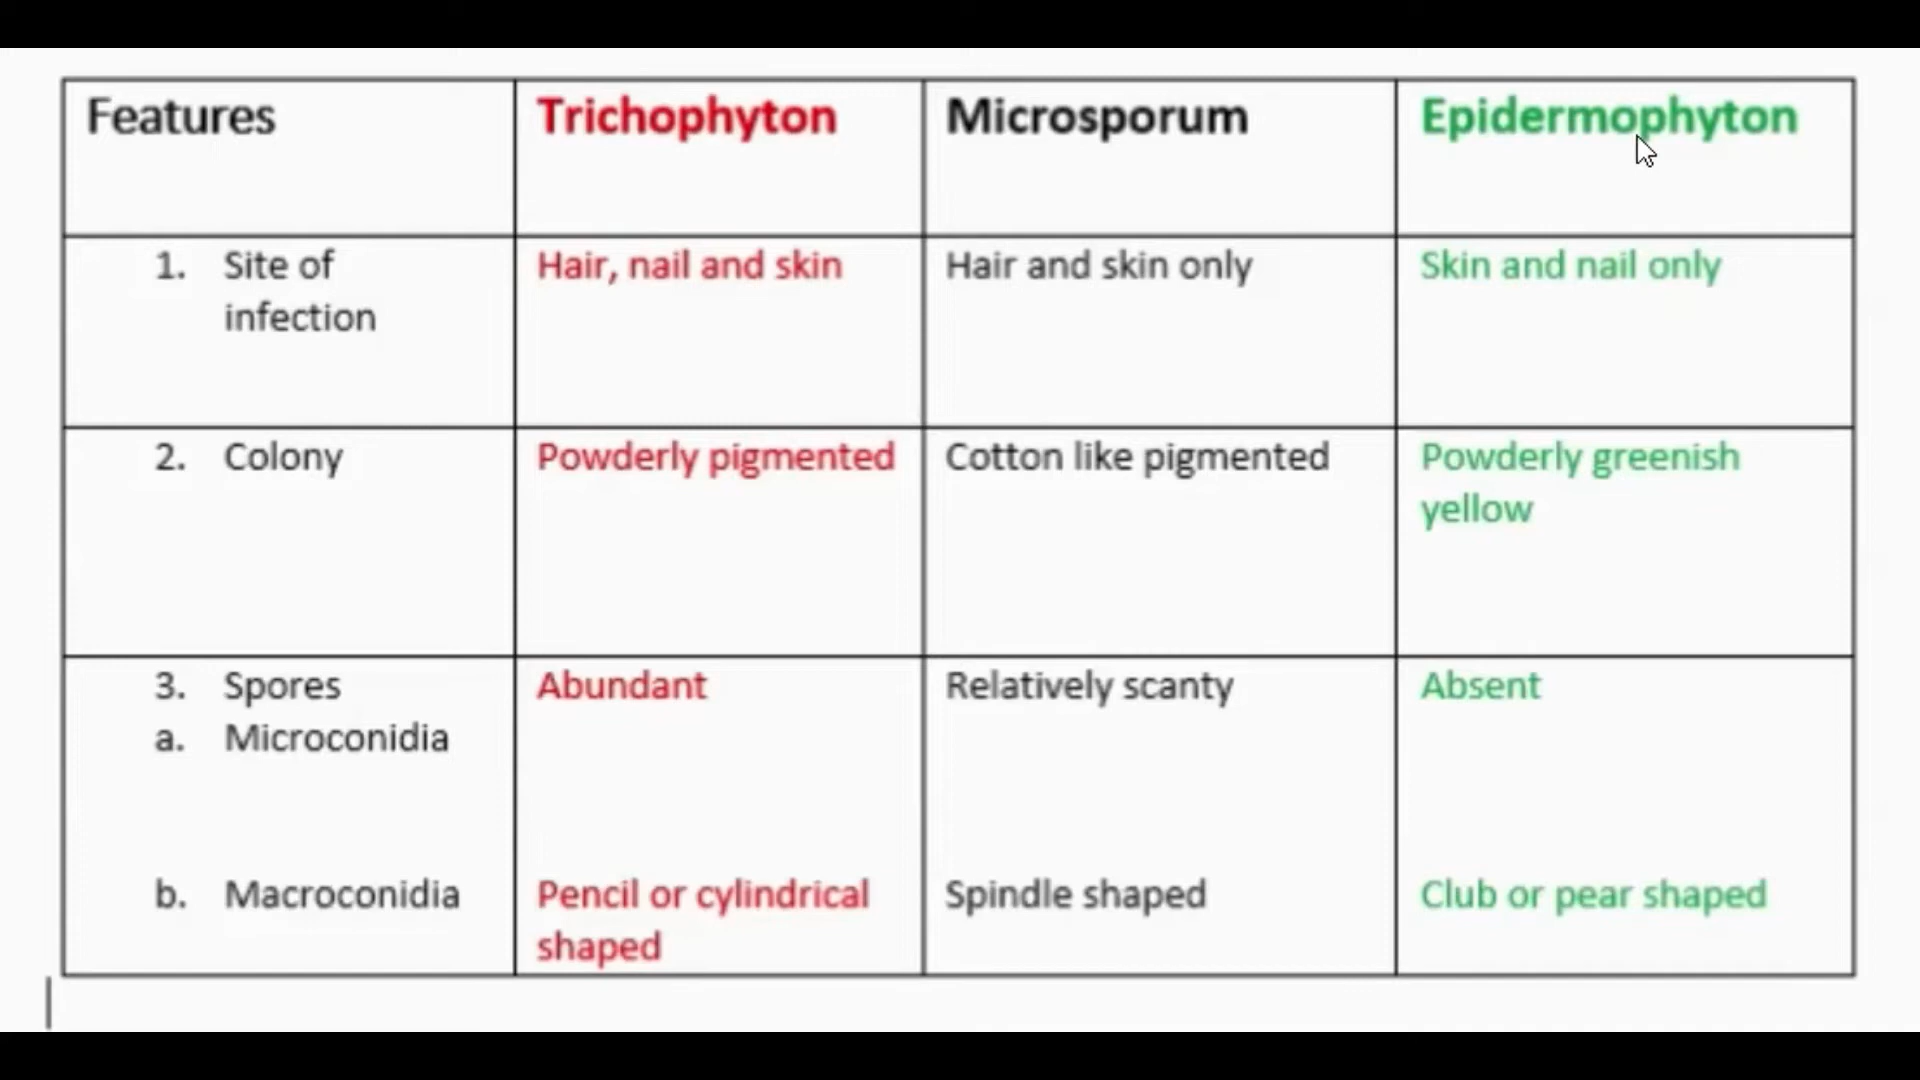 Features Trichophyton Microsporum Epidermophyton
1. Site of Hair, nail and skin Hair and skin only Skin and nail only
infection
2. Colony Powderly pigmented Cotton like pigmented Powderly greenish
yellow
3. Spores Abundant Relatively scanty Absent
a. Microconidia
b. Macroconidia Pencil or cylindrical Spindle shaped Club or pear shaped
shaped